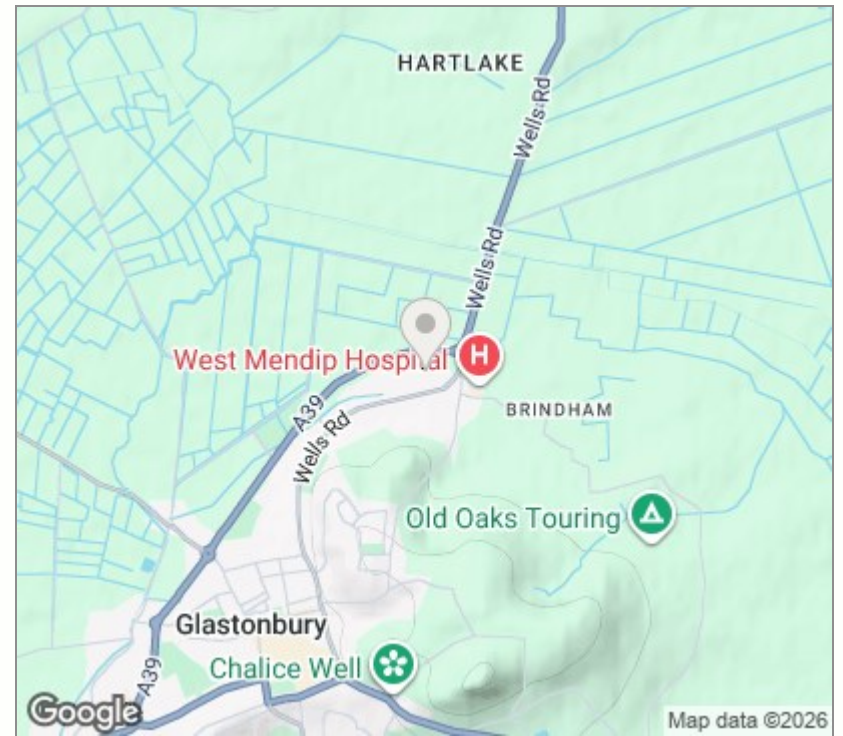 HARTLAKE
Wells Rd
Wells Rd
West Mendip Hospital
H
A39
Wells Rd
BRINDHAM
Old Oaks Touring
Glastonbury
Chalice Well
A39
Google
Map data ©2026